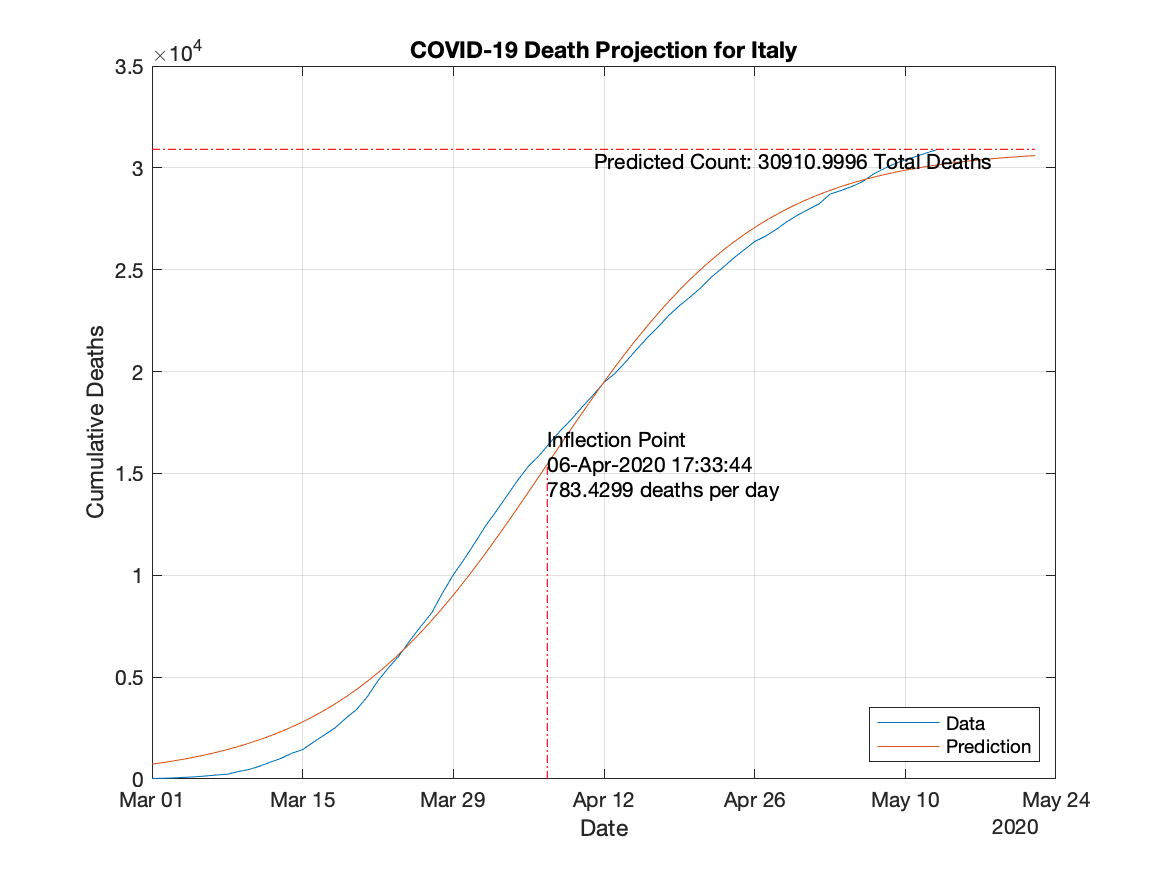 COVID-19 Death Projection for Italy
×10⁴
3.5
3
2.5
2
1.5
1
0.5
0
Cumulative Deaths
Predicted Count: 30910.9996 Total Deaths
Inflection Point
06-Apr-2020 17:33:44
783.4299 deaths per day
Data
Prediction
Mar 01 Mar 15 Mar 29 Apr 12 Apr 26 May 10 May 24
Date
2020